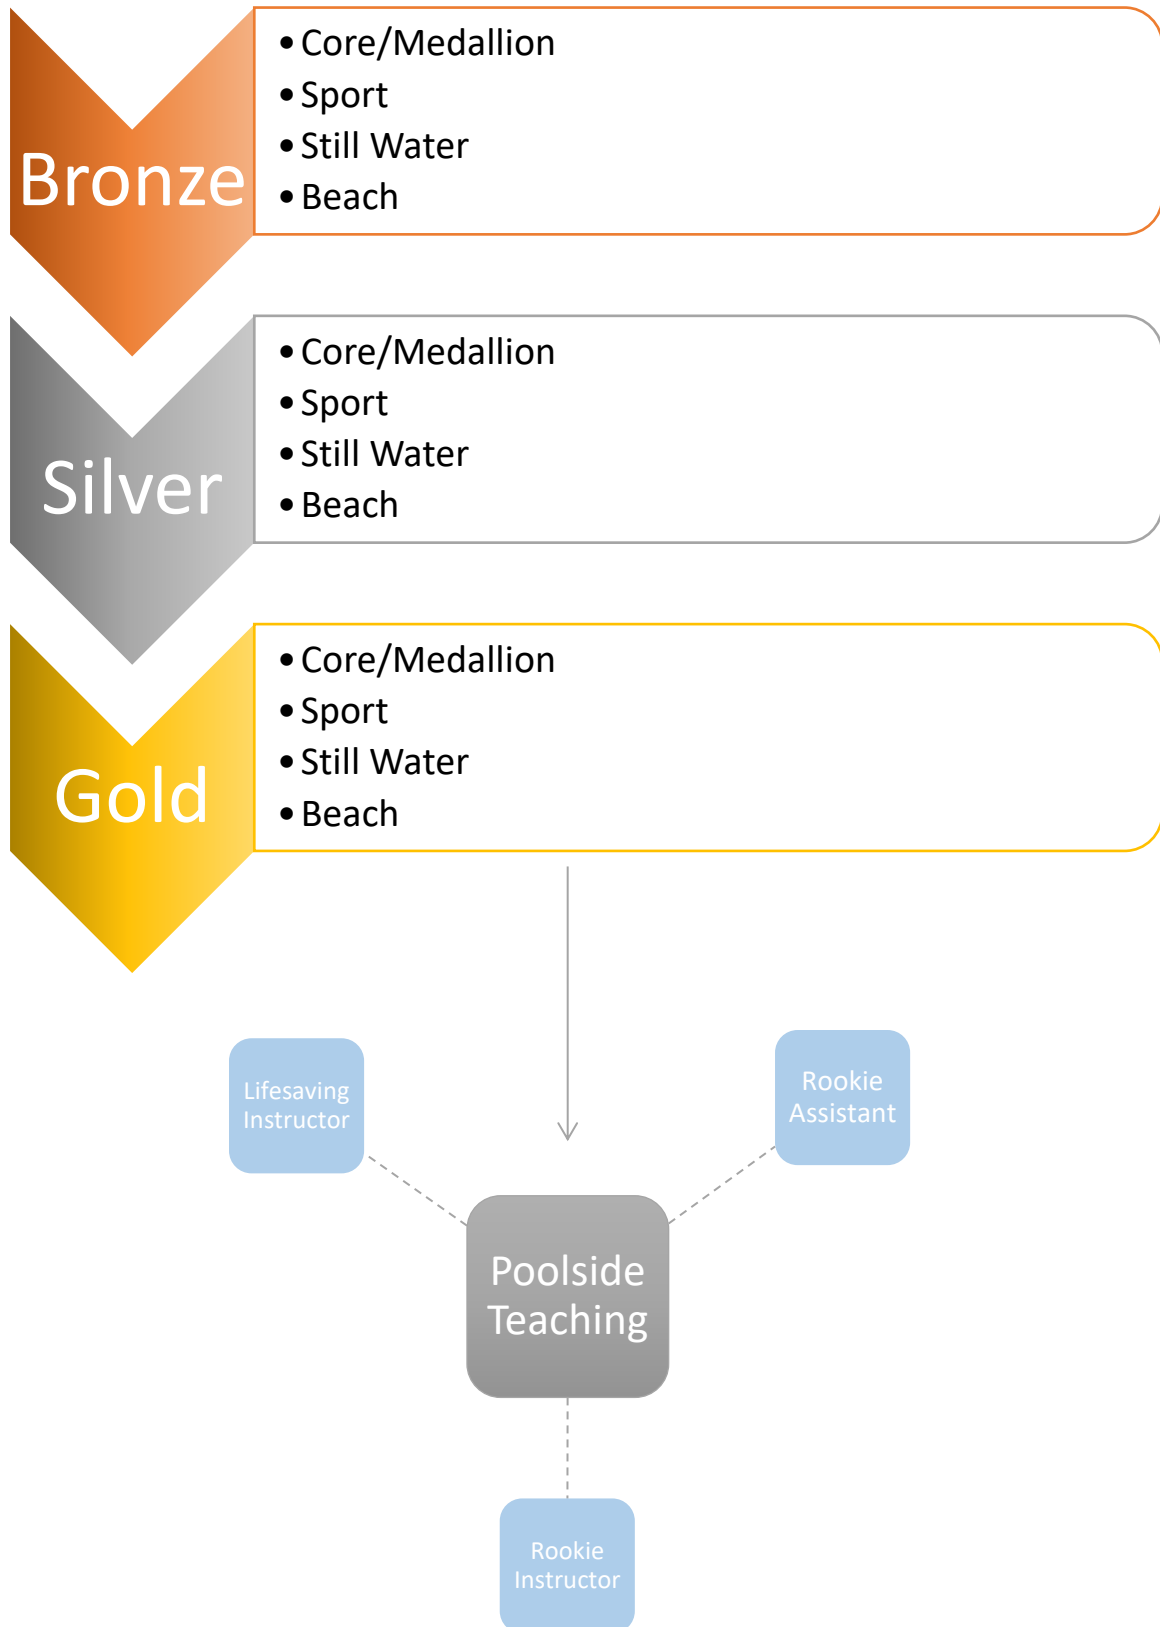 Bronze
• Core/Medallion
• Sport
• Still Water
• Beach
Silver
• Core/Medallion
• Sport
• Still Water
• Beach
Gold
• Core/Medallion
• Sport
• Still Water
• Beach
Lifesaving
Instructor
Rookie
Assistant
Poolside
Teaching
Rookie
Instructor